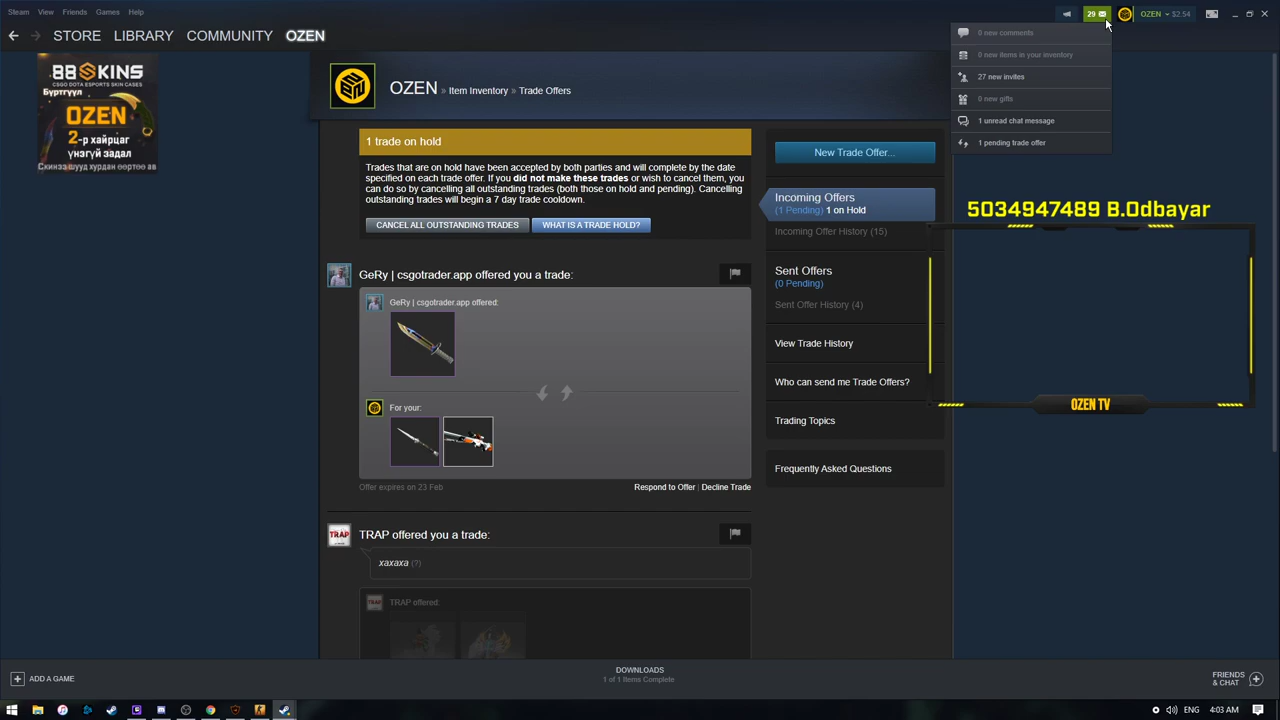 Steam View Friends Games Help
29
OZEN $2.54
STORE LIBRARY COMMUNITY OZEN
0 new comments
0 new items in your inventory
27 new invites
0 new gifts
1 unread chat message
1 pending trade offer
88SKINS
CSGO DOTA ESPORTS SKIN CASES
Бүртгүүл
OZEN
2-р хайрцаг
үнэгүй задал
Скинээ шууд хурдан өөртөө ав
OZEN » Item Inventory » Trade Offers
1 trade on hold
Trades that are on hold have been accepted by both parties and will complete by the date
specified on each trade offer. If you did not make these trades or wish to cancel them, you
can do so by cancelling all outstanding trades (both those on hold and pending). Cancelling
outstanding trades will begin a 7 day trade cooldown.
CANCEL ALL OUTSTANDING TRADES WHAT IS A TRADE HOLD?
GeRy | csgotrader.app offered you a trade:
GeRy | csgotrader.app offered:
For your:
Offer expires on 23 Feb
Respond to Offer | Decline Trade
TRAP
TRAP offered you a trade:
xaxaxa (?)
TRAP
TRAP offered:
New Trade Offer...
Incoming Offers
(1 Pending) 1 on Hold
Incoming Offer History (15)
Sent Offers
(0 Pending)
Sent Offer History (4)
View Trade History
Who can send me Trade Offers?
Trading Topics
Frequently Asked Questions
5034947489 B.Odbayar
OZEN TV
ADD A GAME
DOWNLOADS
1 of 1 Items Complete
FRIENDS
& CHAT
ENG 4:03 AM